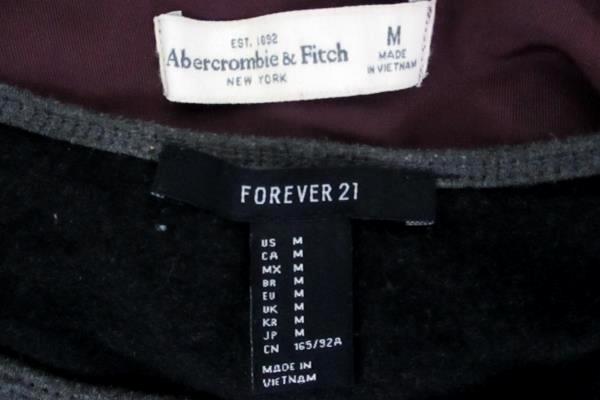 EST. 1892
Abercrombie & Fitch
NEW YORK
M
MADE
IN VIETNAM
FOREVER 21
US M
CA M
MX M
BR M
EU M
UK M
KR M
JP M
CN 165/92A
MADE IN
VIETNAM